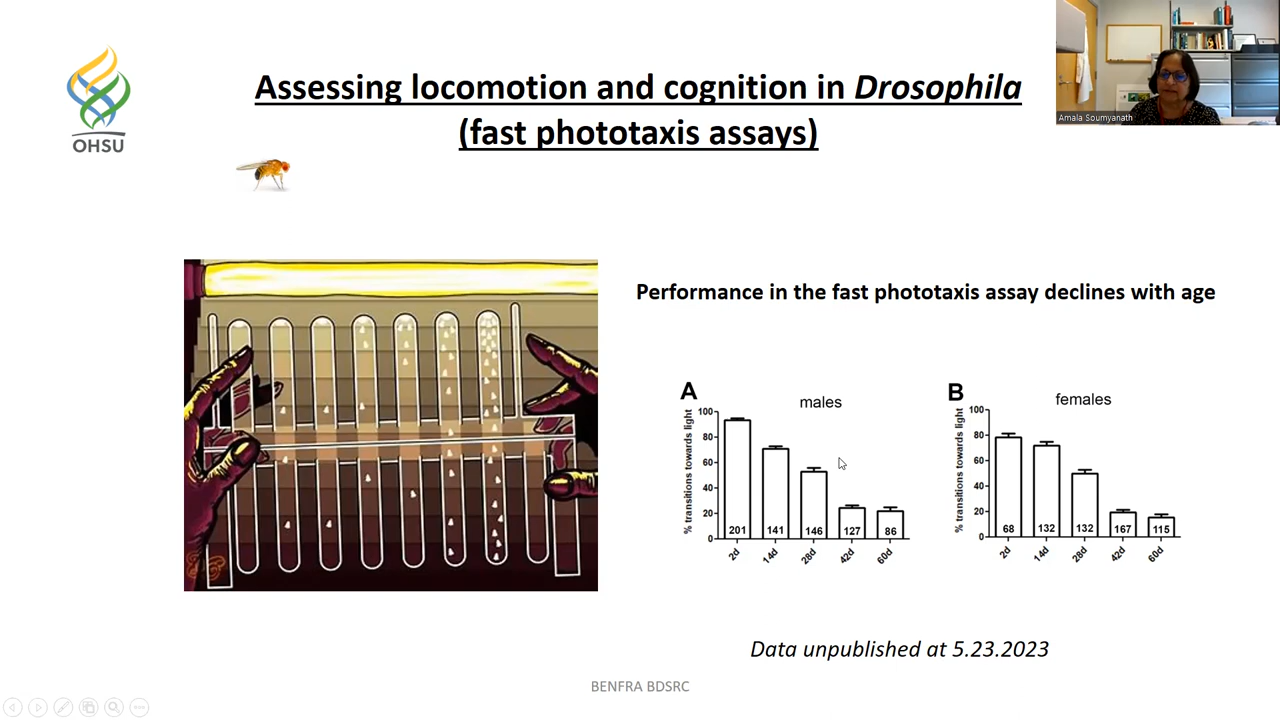 Assessing locomotion and cognition in Drosophila
(fast phototaxis assays)
OHSU
Amala Soumyanath
Performance in the fast phototaxis assay declines with age
A
males
% transitions towards light
100
80
60
40
20
0
201
141
146
127
86
2d
14d
28d
42d
60d
B
females
% transitions towards light
100
80
60
40
20
0
68
132
132
167
115
2d
14d
28d
42d
60d
Data unpublished at 5.23.2023
BENFRA BDSRC